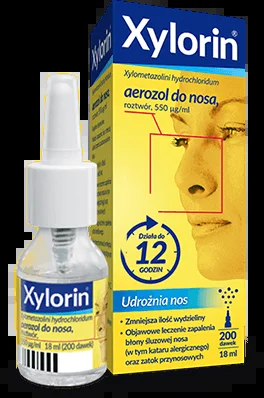 Xylorin®
Xylometazolini hydrochloridum
aerozol do nosa,
roztwór, 550 µg/ml
Działa do
12
GODZIN
Udrożnia nos
• Zmniejsza ilość wydzieliny
• Objawowe leczenie zapalenia
błony śluzowej nosa
(w tym kataru alergicznego)
oraz zatok przynosowych
200
dawek
18 ml
Xylorin®
Xylometazolini hydrochloridum
aerozol do nosa,
550 µg/ml 18 ml (200 dawek)